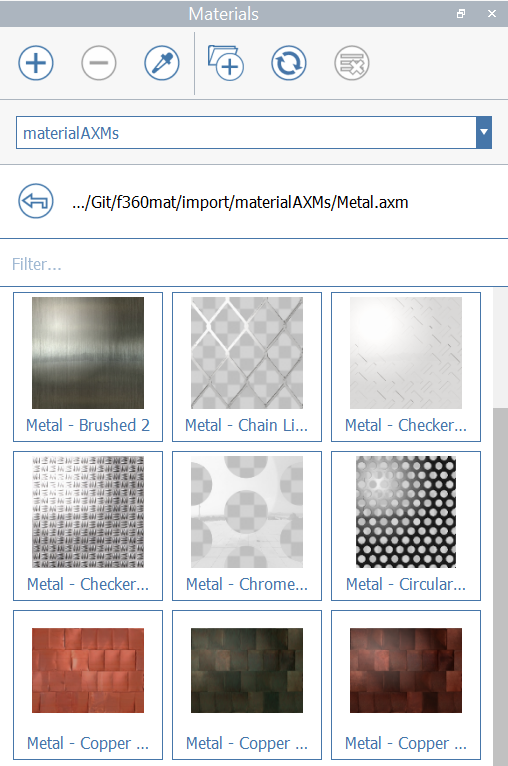 Materials
materialAXMs
.../Git/f360mat/import/materialAXMs/Metal.axm
Filter...
Metal - Brushed 2
Metal - Chain Li...
Metal - Checker...
Metal - Checker...
Metal - Chrome...
Metal - Circular...
Metal - Copper ...
Metal - Copper ...
Metal - Copper ...